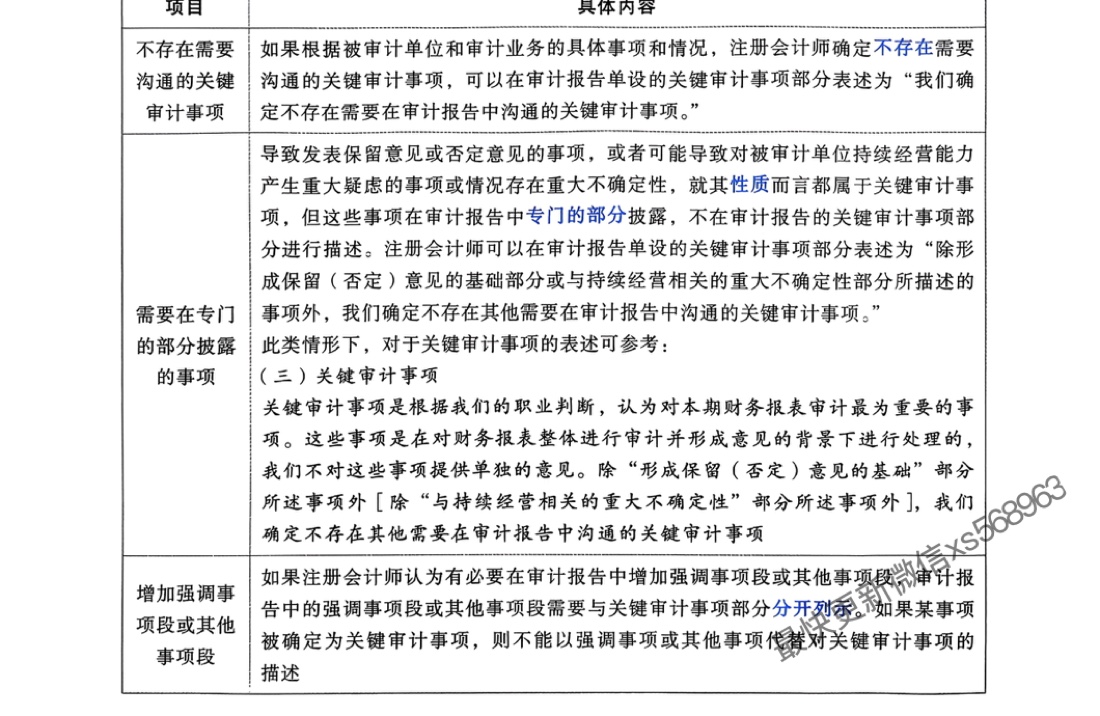 项目
具体内容
不存在需要
沟通的关键
审计事项
如果根据被审计单位和审计业务的具体事项和情况，注册会计师确定不存在需要
沟通的关键审计事项，可以在审计报告单设的关键审计事项部分表述为“我们确
定不存在需要在审计报告中沟通的关键审计事项。”
需要在专门
的部分披露
的事项
导致发表保留意见或否定意见的事项，或者可能导致对被审计单位持续经营能力
产生重大疑虑的事项或情况存在重大不确定性，就其性质而言都属于关键审计事
项，但这些事项在审计报告中专门的部分披露，不在审计报告的关键审计事项部
分进行描述。注册会计师可以在审计报告单设的关键审计事项部分表述为“除形
成保留（否定）意见的基础部分或与持续经营相关的重大不确定性部分所描述的
事项外，我们确定不存在其他需要在审计报告中沟通的关键审计事项。”
此类情形下，对于关键审计事项的表述可参考：
（三）关键审计事项
关键审计事项是根据我们的职业判断，认为对本期财务报表审计最为重要的事
项。这些事项是在对财务报表整体进行审计并形成意见的背景下进行处理的，
我们不对这些事项提供单独的意见。除“形成保留（否定）意见的基础”部分
所述事项外［除“与持续经营相关的重大不确定性”部分所述事项外］，我们
确定不存在其他需要在审计报告中沟通的关键审计事项
增加强调事
项段或其他
事项段
如果注册会计师认为有必要在审计报告中增加强调事项段或其他事项段，审计报
告中的强调事项段或其他事项段需要与关键审计事项部分分开列示。如果某事项
被确定为关键审计事项，则不能以强调事项或其他事项代替对关键审计事项的
描述
最快更新微信xs568963